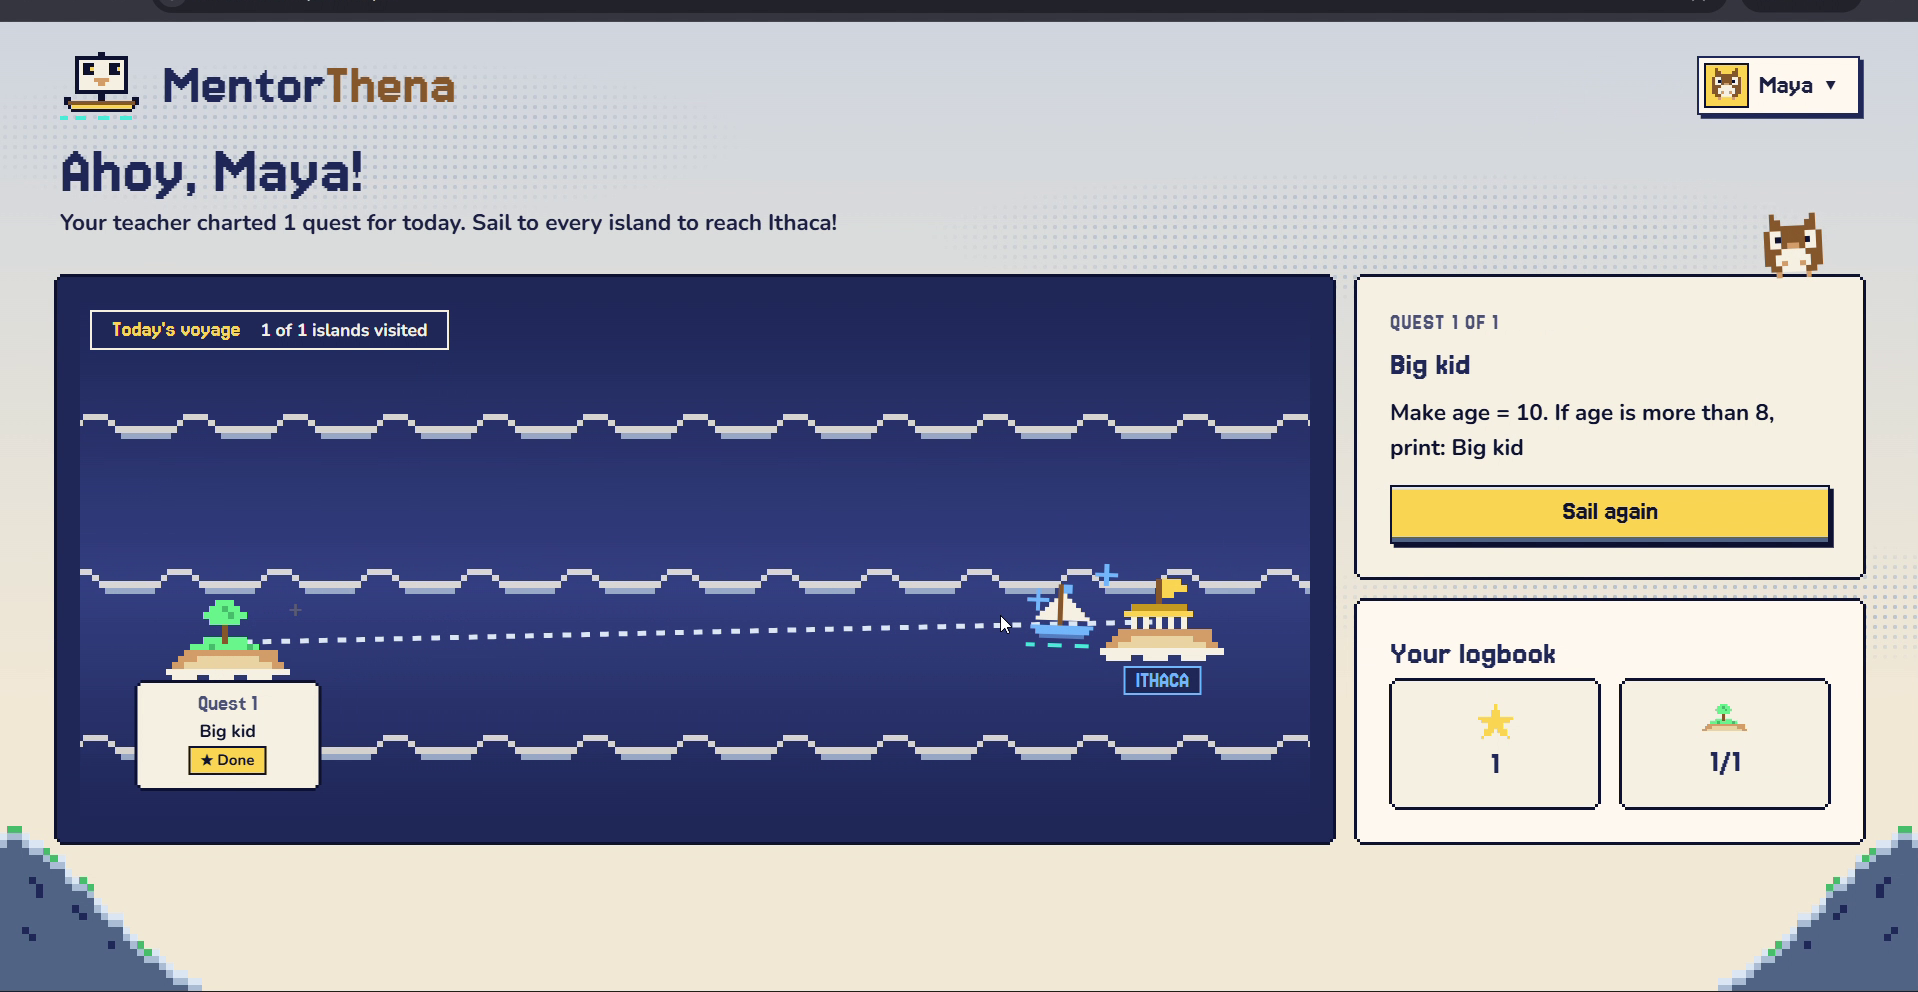 MentorThena
Maya ▼
Ahoy, Maya!
Your teacher charted 1 quest for today. Sail to every island to reach Ithaca!
Today's voyage 1 of 1 islands visited
ITHACA
Quest 1
Big kid
★ Done
QUEST 1 OF 1
Big kid
Make age = 10. If age is more than 8,
print: Big kid
Sail again
Your logbook
1
1/1